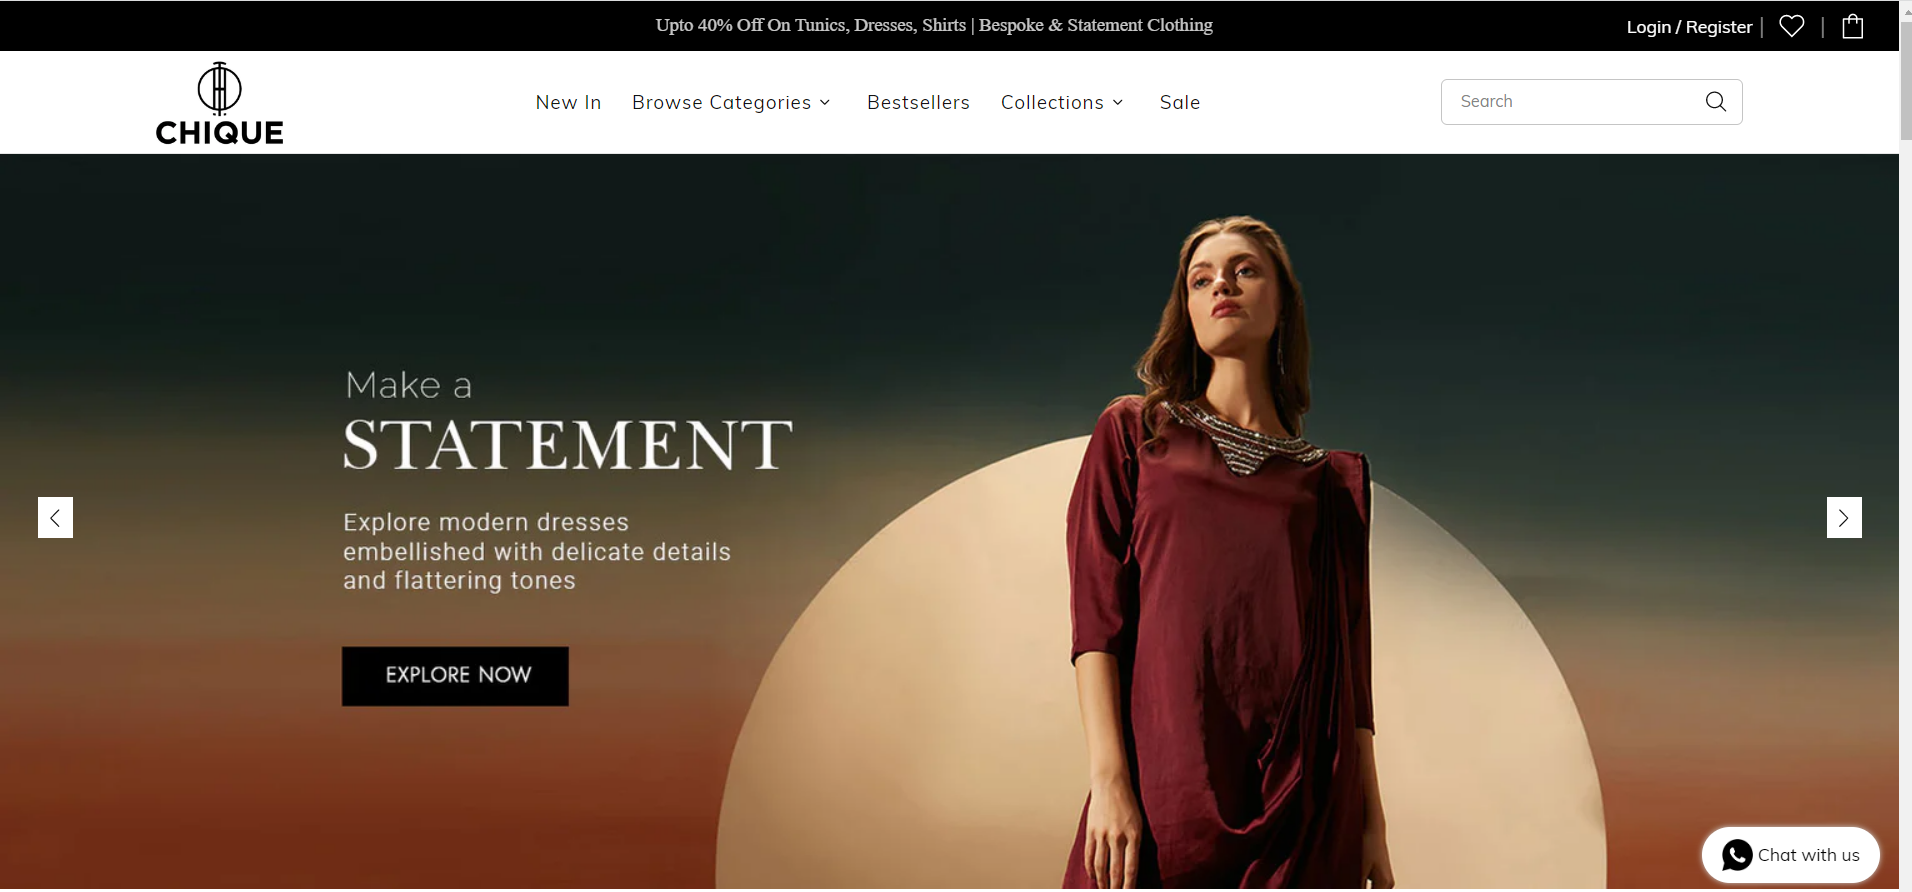 Upto 40% Off On Tunics, Dresses, Shirts | Bespoke & Statement Clothing
Login / Register
CHIQUE
New In
Browse Categories
Bestsellers
Collections
Sale
Search
Make a
STATEMENT
Explore modern dresses
embellished with delicate details
and flattering tones
EXPLORE NOW
Chat with us